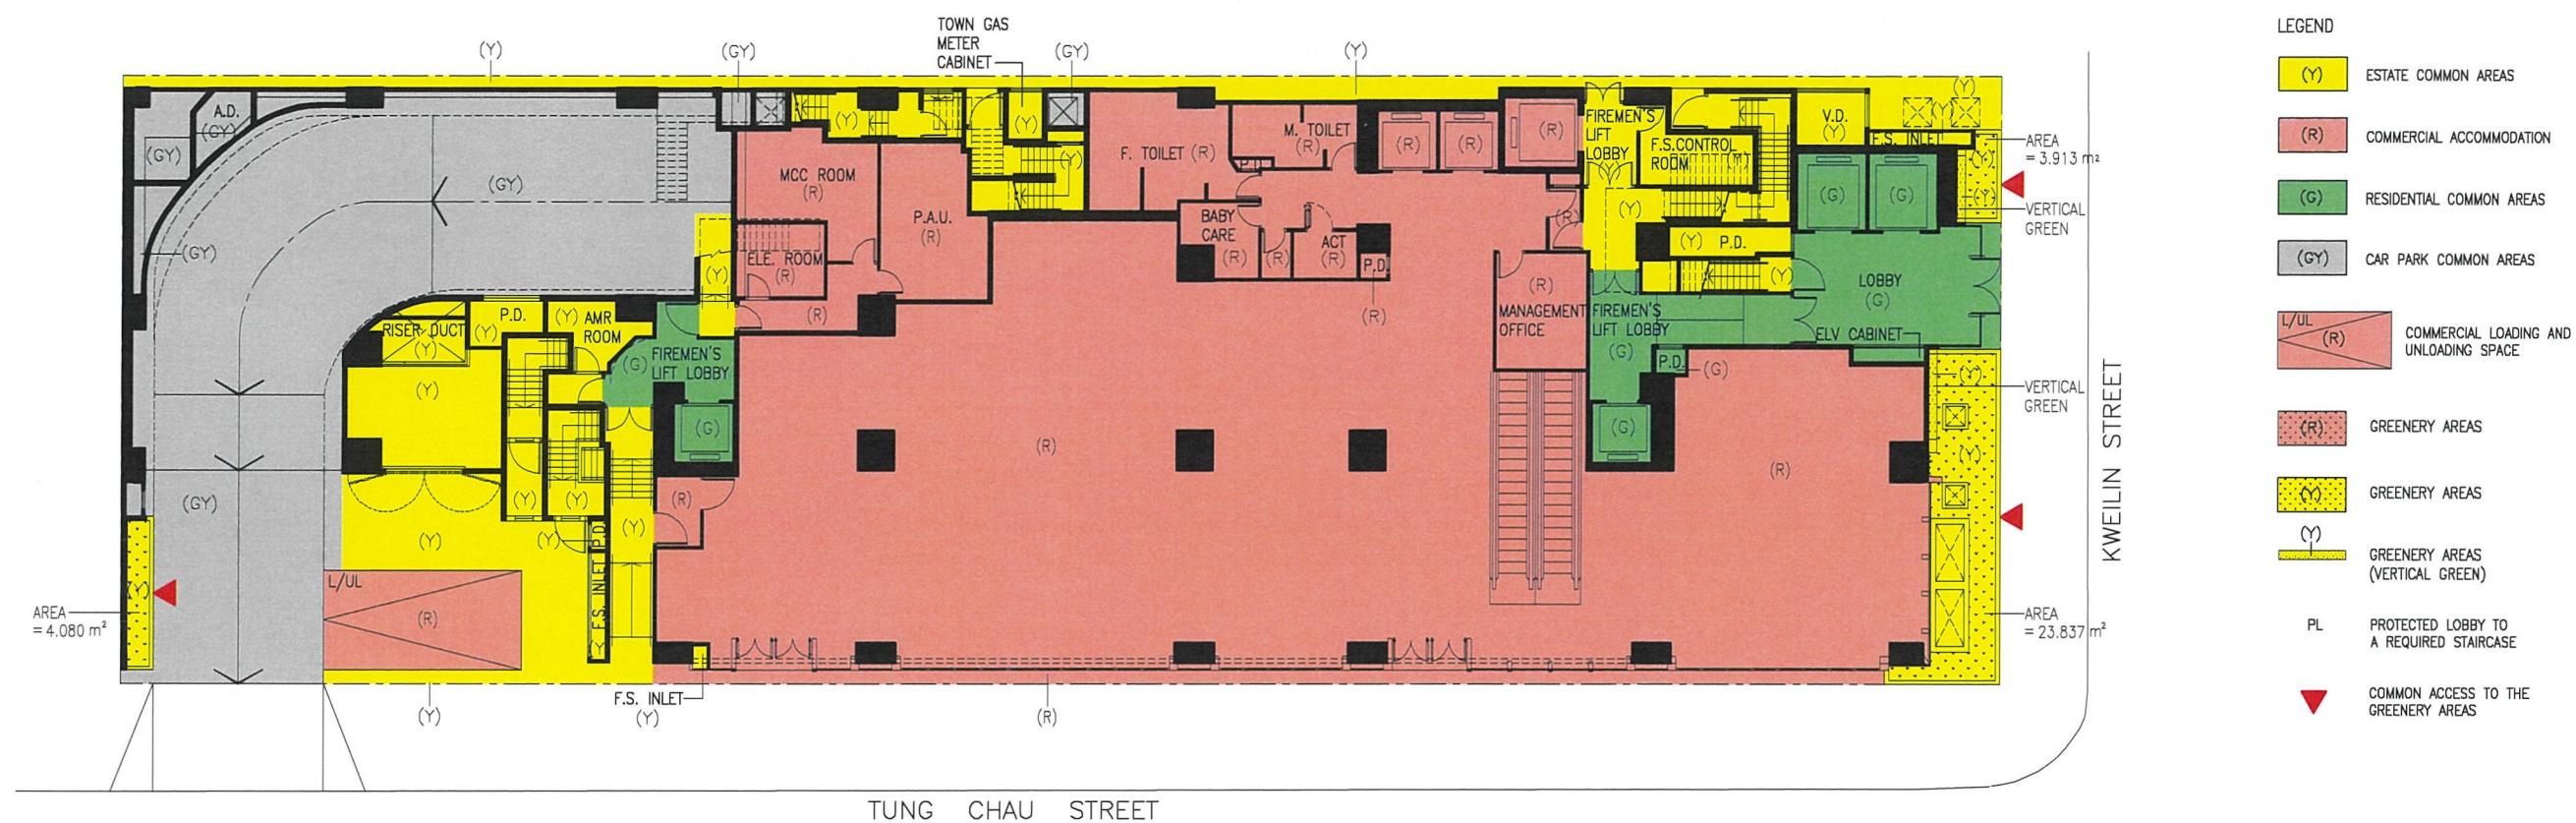 TOWN GAS
METER
CABINET
(Y)
(GY)
(GY)
(Y)
A.D.
(GY)
(GY)
(GY)
(GY)
(GY)
MCC ROOM
(R)
ELE. ROOM
(R)
P.A.U.
(R)
(R)
(Y)
(Y)
(Y)
(Y)
F. TOILET (R)
M. TOILET
(R)
P.D.
BABY
CARE
(R)
(R)
ACT
(R)
P.D.
(R)
(R)
(R)
(R)
(R)
FIREMEN'S
LIFT
LOBBY
F.S.CONTROL
ROOM
(Y)
(Y)
V.D.
(Y)
F.S. INLET
(Y)
(Y)
(Y)
(Y)
AREA
= 3.913 m²
VERTICAL
GREEN
(G)
(G)
(Y)
P.D.
(Y)
LOBBY
(G)
ELV CABINET
(R)
MANAGEMENT
OFFICE
FIREMEN'S
LIFT LOBBY
(G)
P.D.
(G)
(G)
RISER DUCT
(Y)
(Y)
P.D.
(Y)
AMR
ROOM
(G)
FIREMEN'S
LIFT LOBBY
(G)
(Y)
(Y)
(Y)
(Y)
(Y)
(Y)
P.D.
F.S. INLET
(Y)
L/UL
(R)
(R)
(R)
(R)
(Y)
(Y)
(Y)
VERTICAL
GREEN
AREA
= 23.837 m²
AREA
= 4.080 m²
(Y)
F.S. INLET
(Y)
(R)
TUNG CHAU STREET
KWEILIN STREET
LEGEND
(Y) ESTATE COMMON AREAS
(R) COMMERCIAL ACCOMMODATION
(G) RESIDENTIAL COMMON AREAS
(GY) CAR PARK COMMON AREAS
L/UL
(R)
COMMERCIAL LOADING AND
UNLOADING SPACE
(R) GREENERY AREAS
(Y) GREENERY AREAS
(Y)
GREENERY AREAS
(VERTICAL GREEN)
PL PROTECTED LOBBY TO
A REQUIRED STAIRCASE
COMMON ACCESS TO THE
GREENERY AREAS